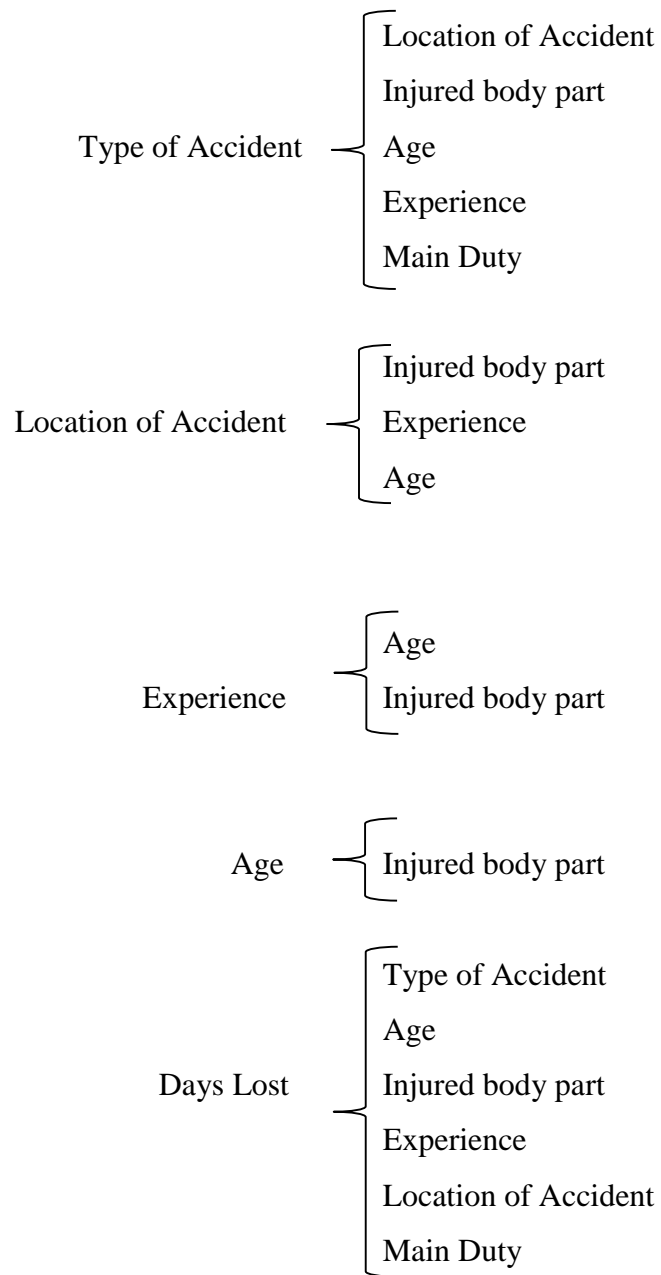 Location of Accident
Injured body part
Type of Accident
Age
Experience
Main Duty
Injured body part
Location of Accident
Experience
Age
Age
Experience
Injured body part
Age
Injured body part
Type of Accident
Age
Days Lost
Injured body part
Experience
Location of Accident
Main Duty